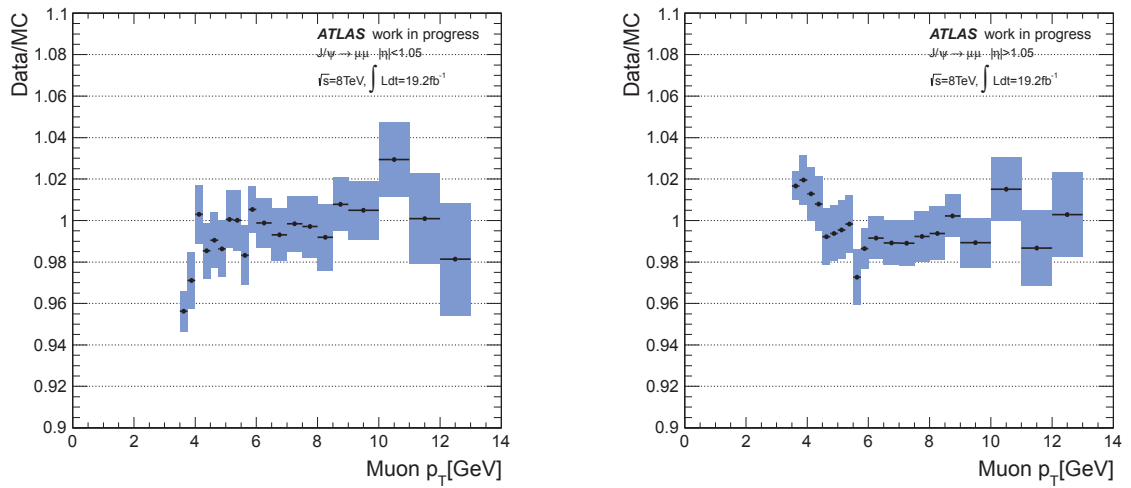 Data/MC
1.1
1.08
1.06
1.04
1.02
1
0.98
0.96
0.94
0.92
0.9
ATLAS work in progress
J/ψ → μμ |η|<1.05
√s=8TeV, ∫ Ldt=19.2fb⁻¹
0 2 4 6 8 10 12 14
Muon p_T[GeV]
Data/MC
1.1
1.08
1.06
1.04
1.02
1
0.98
0.96
0.94
0.92
0.9
ATLAS work in progress
J/ψ → μμ |η|>1.05
√s=8TeV, ∫ Ldt=19.2fb⁻¹
0 2 4 6 8 10 12 14
Muon p_T[GeV]